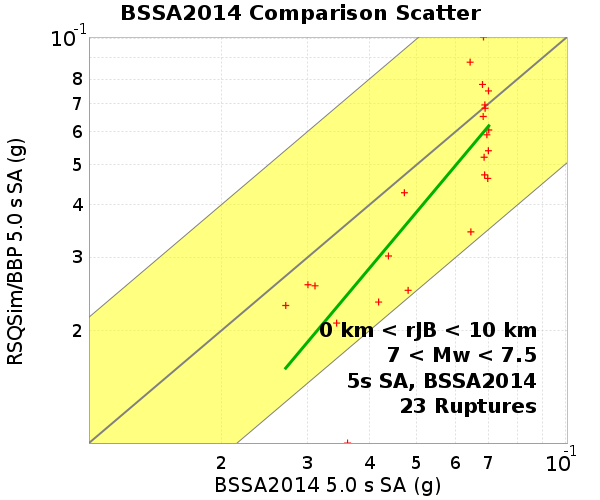 BSSA2014 Comparison Scatter
RSQSim/BBP 5.0 s SA (g)
10-1
8
7
6
5
4
3
2
0 km < rJB < 10 km
7 < Mw < 7.5
5s SA, BSSA2014
23 Ruptures
2 3 4 5 6 7 10-1
BSSA2014 5.0 s SA (g)